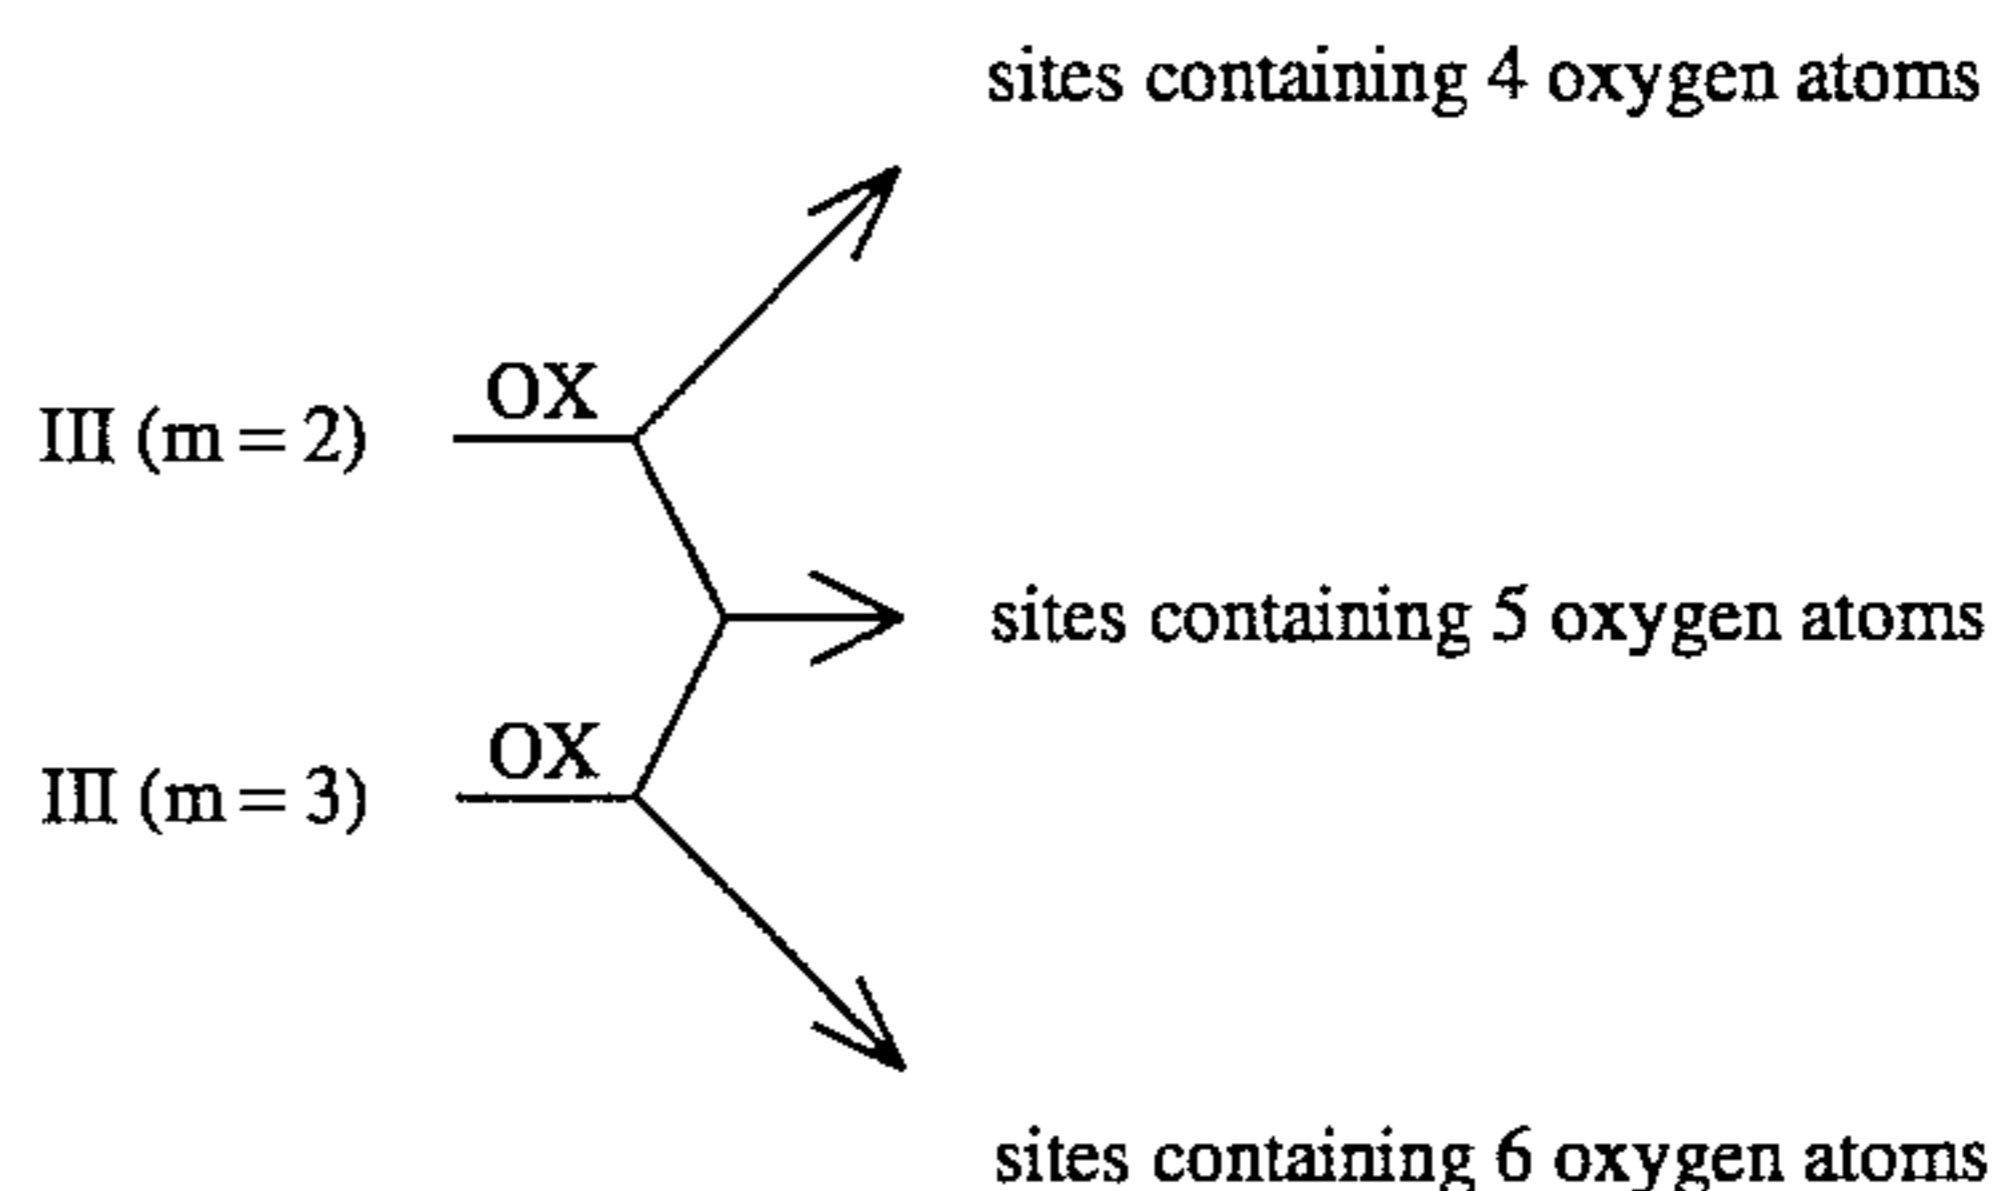 sites containing 4 oxygen atoms
OX
III (m = 2)
sites containing 5 oxygen atoms
OX
III (m = 3)
sites containing 6 oxygen atoms